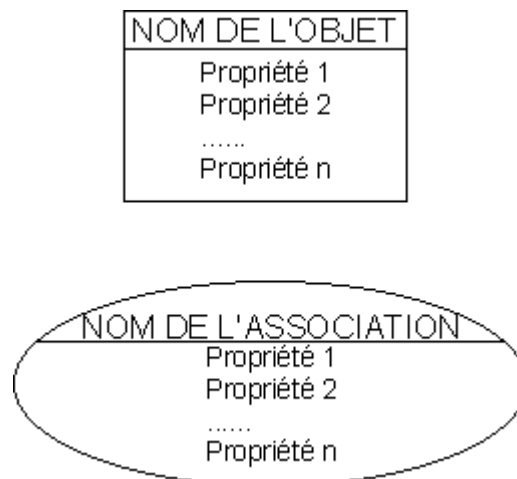 NOM DE L'OBJET
Propriété 1
Propriété 2
......
Propriété n
NOM DE L'ASSOCIATION
Propriété 1
Propriété 2
......
Propriété n